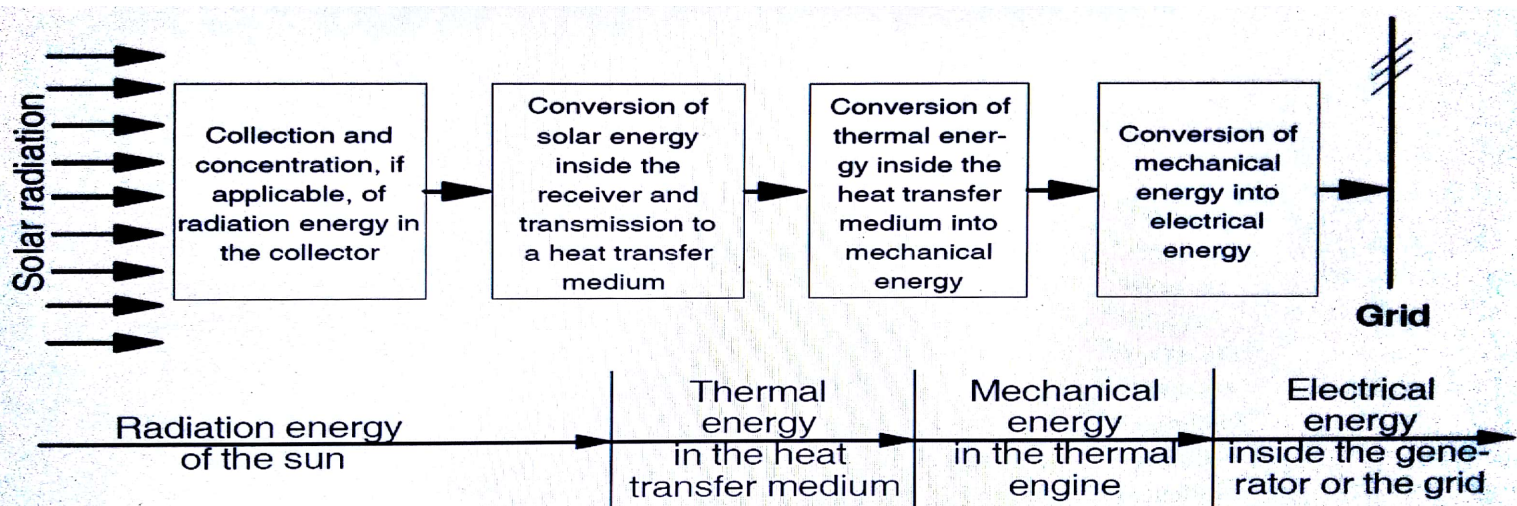 Solar radiation
Collection and
concentration, if
applicable, of
radiation energy in
the collector
Conversion of
solar energy
inside the
receiver and
transmission to
a heat transfer
medium
Conversion of
thermal ener-
gy inside the
heat transfer
medium into
mechanical
energy
Conversion of
mechanical
energy into
electrical
energy
Grid
Radiation energy
of the sun
Thermal
energy
in the heat
transfer medium
Mechanical
energy
in the thermal
engine
Electrical
energy
inside the gene-
rator or the grid